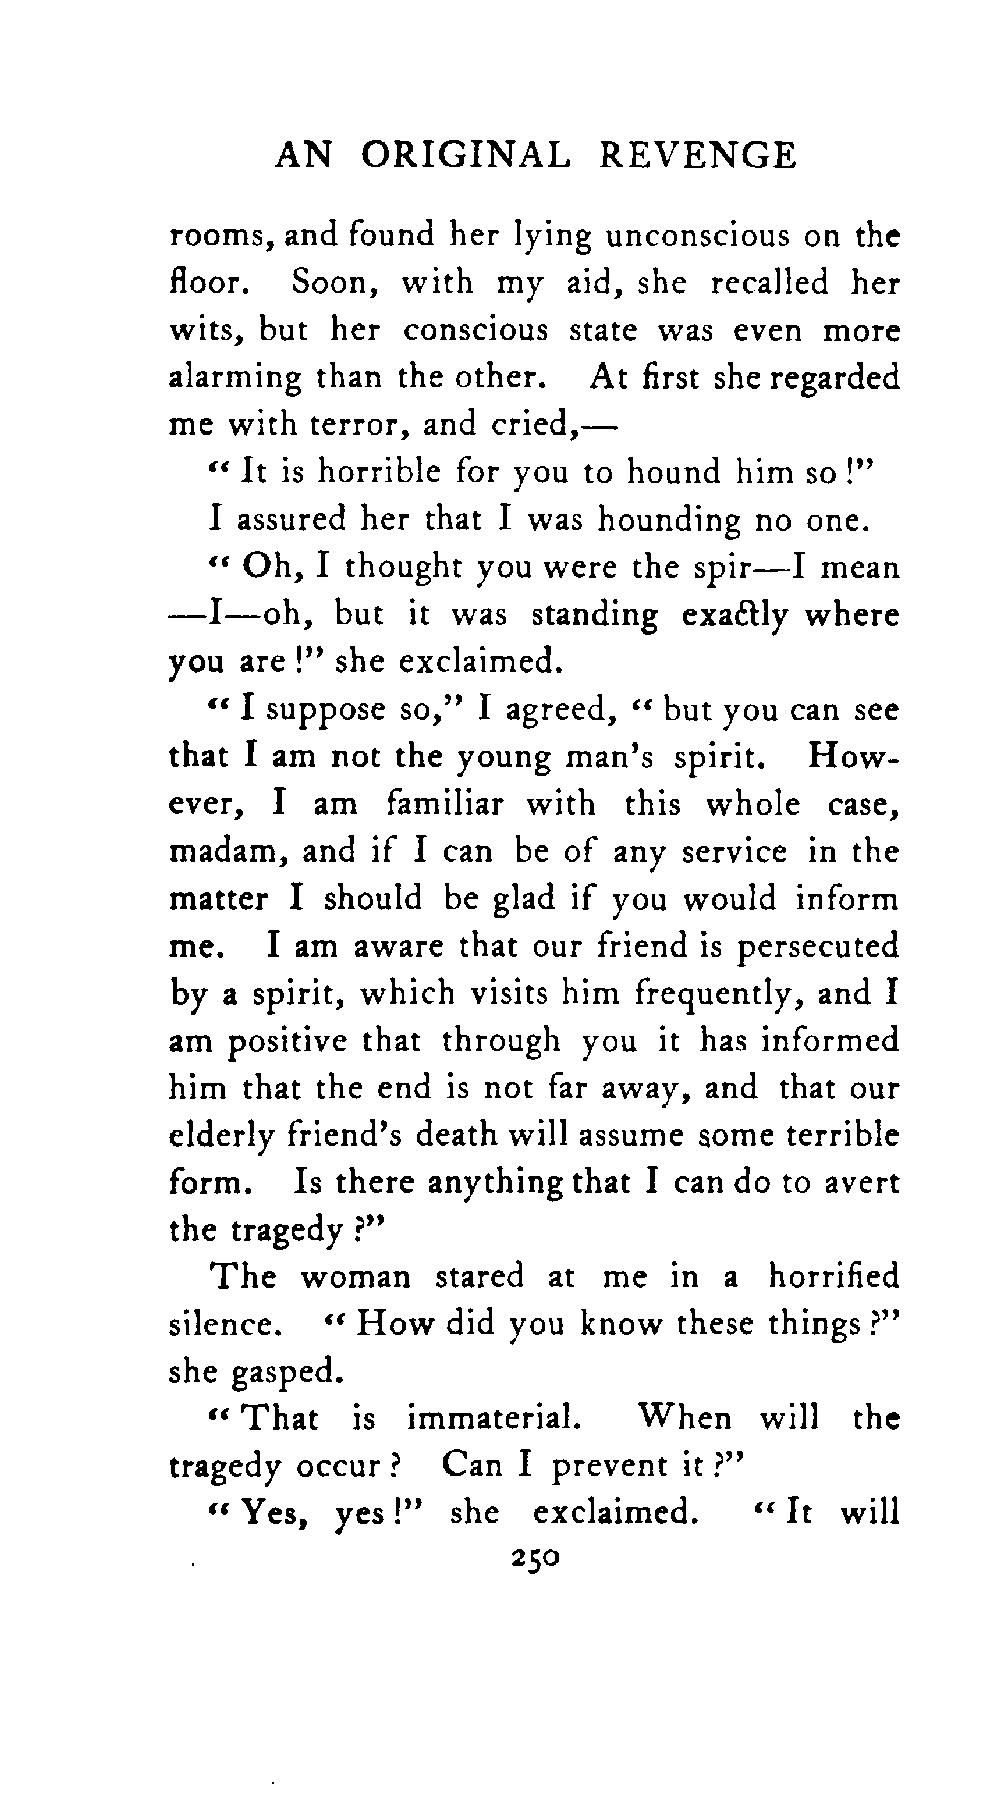 AN ORIGINAL REVENGE
rooms, and found her lying unconscious on the
floor. Soon, with my aid, she recalled her
wits, but her conscious state was even more
alarming than the other. At first she regarded
me with terror, and cried,—
“ It is horrible for you to hound him so !”
I assured her that I was hounding no one.
“ Oh, I thought you were the spir—I mean
—I—oh, but it was standing exactly where
you are !” she exclaimed.
“ I suppose so,” I agreed, “ but you can see
that I am not the young man’s spirit. How-
ever, I am familiar with this whole case,
madam, and if I can be of any service in the
matter I should be glad if you would inform
me. I am aware that our friend is persecuted
by a spirit, which visits him frequently, and I
am positive that through you it has informed
him that the end is not far away, and that our
elderly friend’s death will assume some terrible
form. Is there anything that I can do to avert
the tragedy ?”
The woman stared at me in a horrified
silence. “ How did you know these things ?”
she gasped.
“ That is immaterial. When will the
tragedy occur ? Can I prevent it ?”
“ Yes, yes !” she exclaimed. “ It will
250